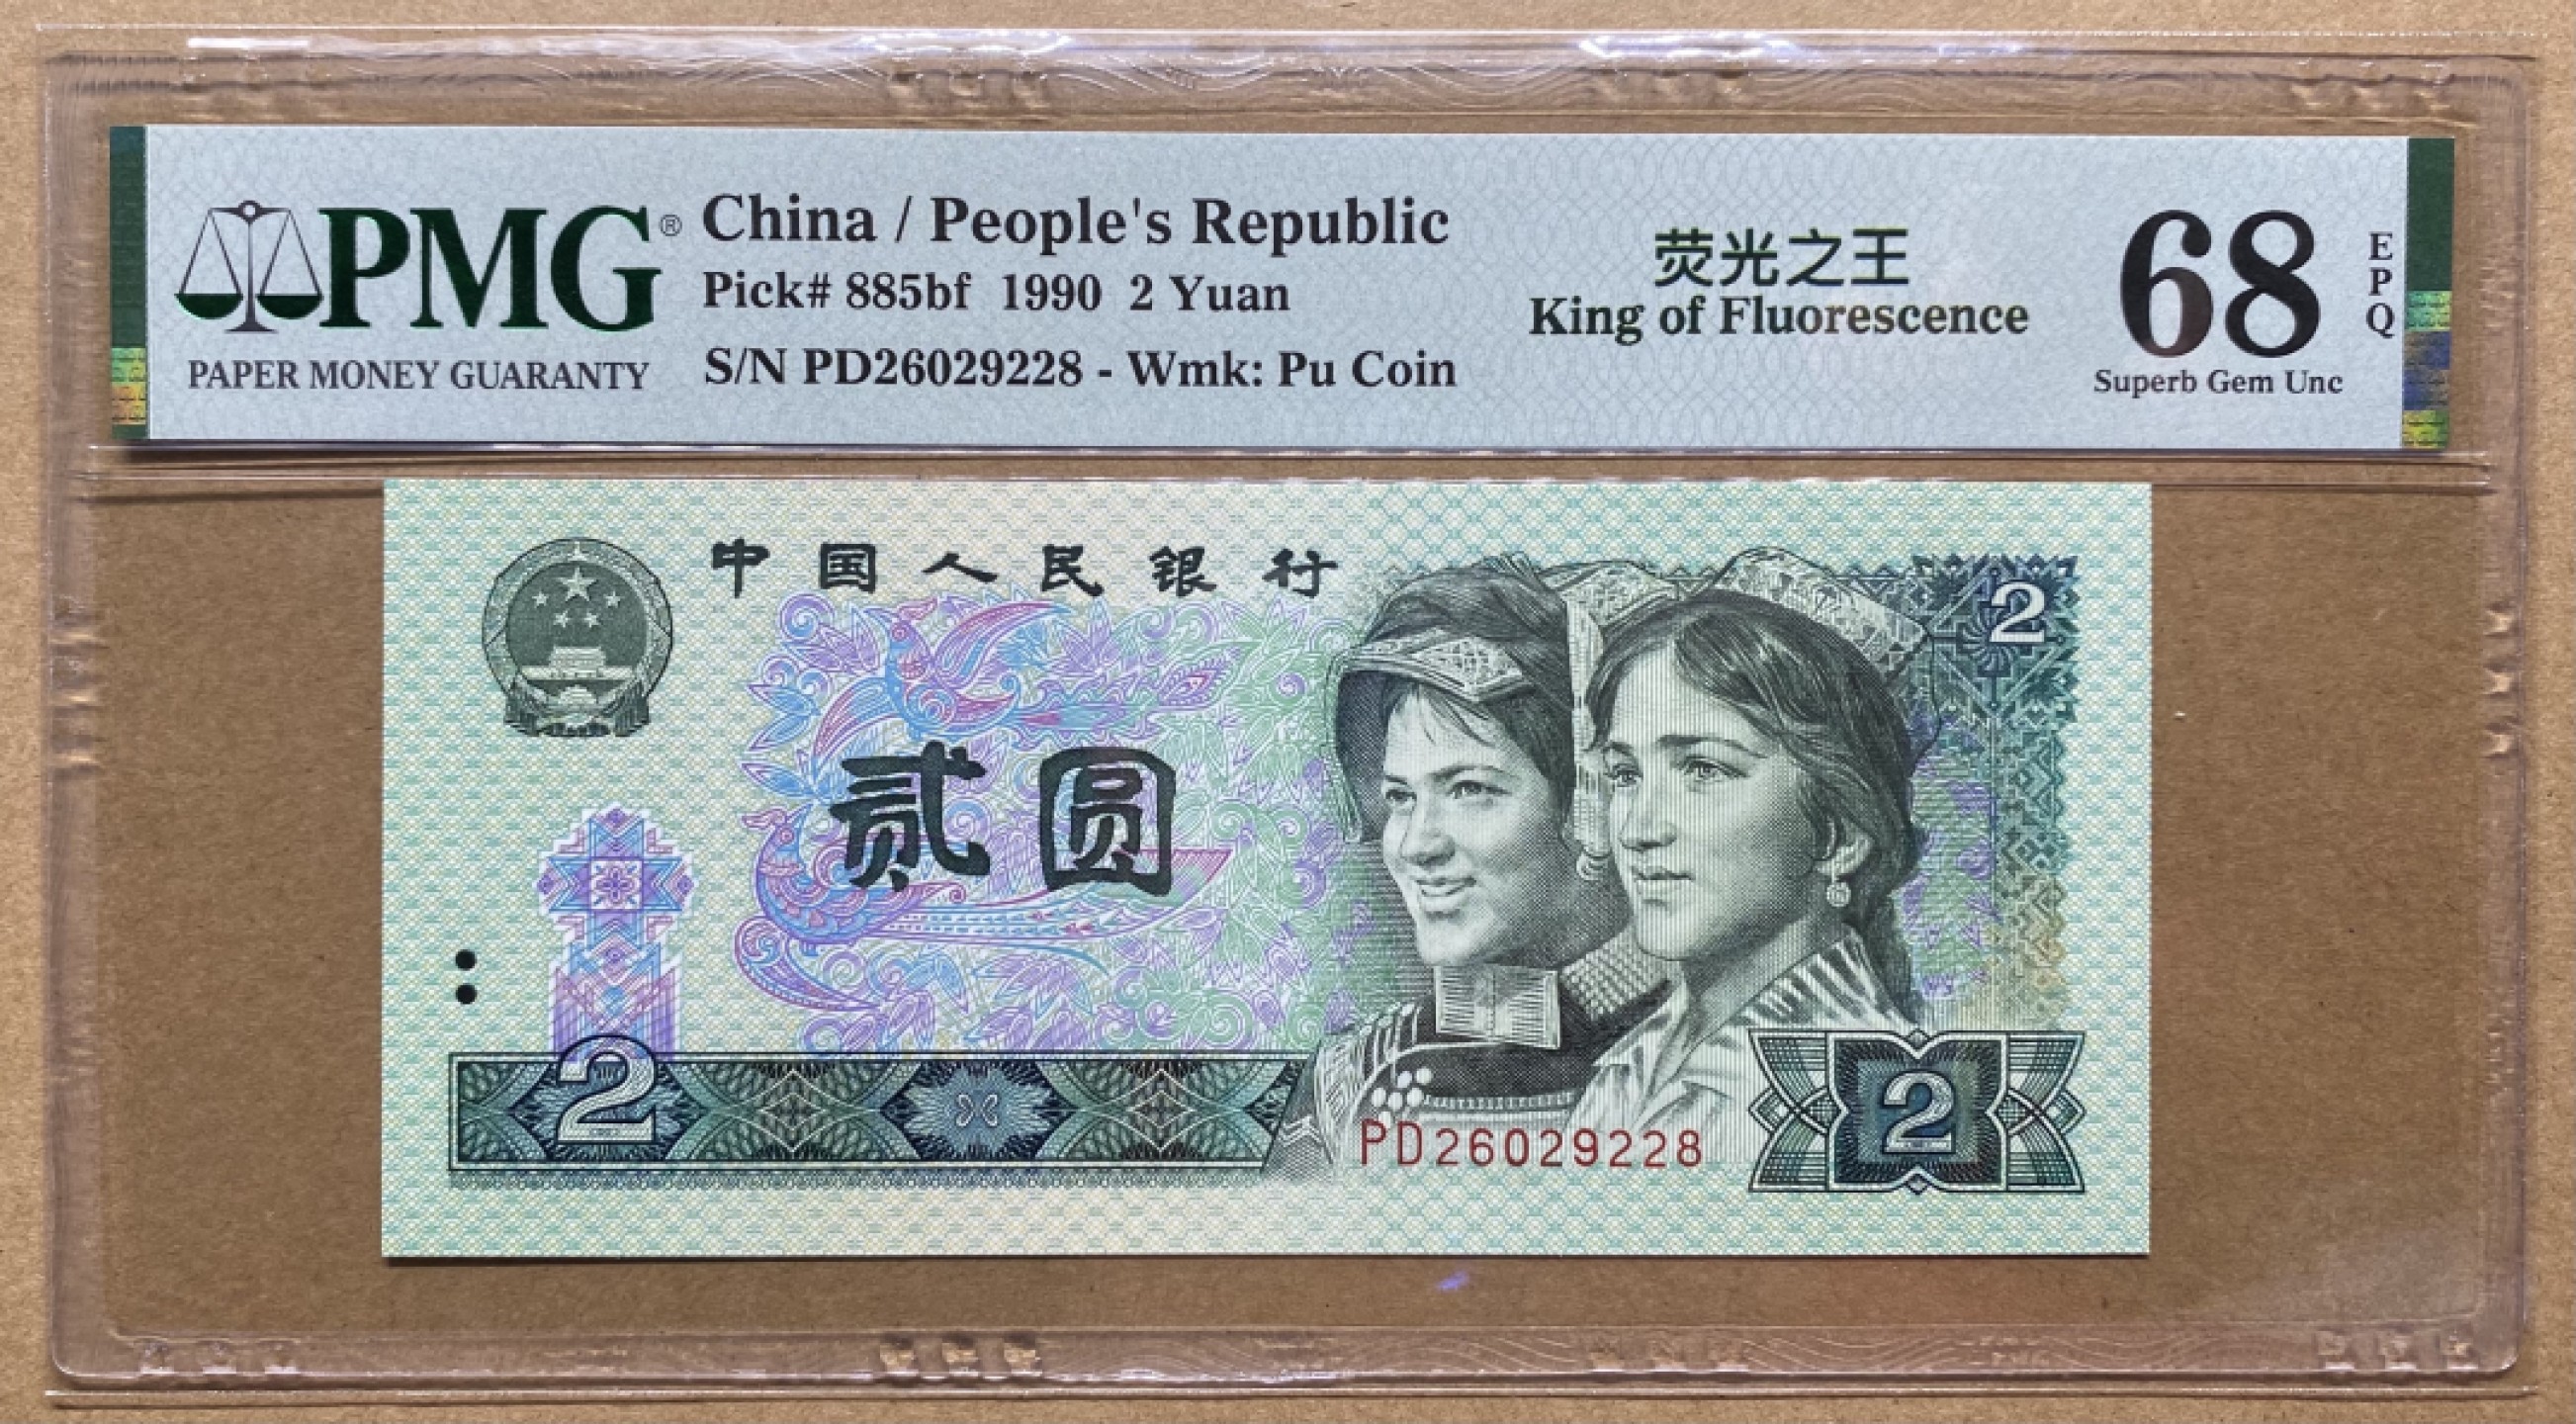 PMG®
PAPER MONEY GUARANTY
China / People's Republic
Pick# 885bf 1990 2 Yuan
S/N PD26029228 - Wmk: Pu Coin
荧光之王
King of Fluorescence
68
EPQ
Superb Gem Unc
中国人民银行
2
贰圆
2
PD26029228
2